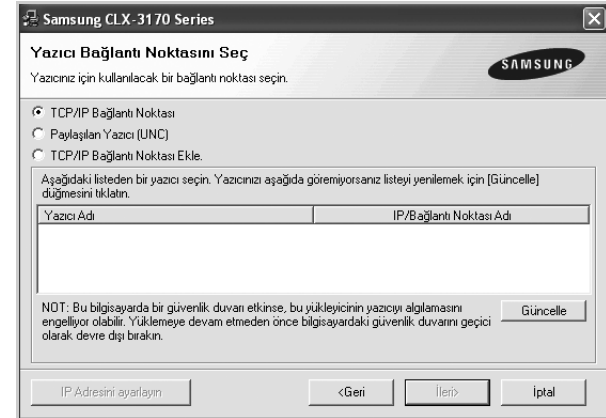 Samsung CLX-3170 Series
Yazıcı Bağlantı Noktasını Seç
Yazıcınız için kullanılacak bir bağlantı noktası seçin.
SAMSUNG
TCP/IP Bağlantı Noktası
Paylaşılan Yazıcı (UNC)
TCP/IP Bağlantı Noktası Ekle.
Aşağıdaki listeden bir yazıcı seçin. Yazıcınızı aşağıda göremiyorsanız listeyi yenilemek için [Güncelle]
düğmesini tıklatın.
Yazıcı Adı IP/Bağlantı Noktası Adı
NOT: Bu bilgisayarda bir güvenlik duvarı etkinse, bu yükleyicinin yazıcıyı algılamasını
engelliyor olabilir. Yüklemeye devam etmeden önce bilgisayardaki güvenlik duvarını geçici
olarak devre dışı bırakın.
Güncelle
IP Adresini ayarlayın <Geri İleri> İptal